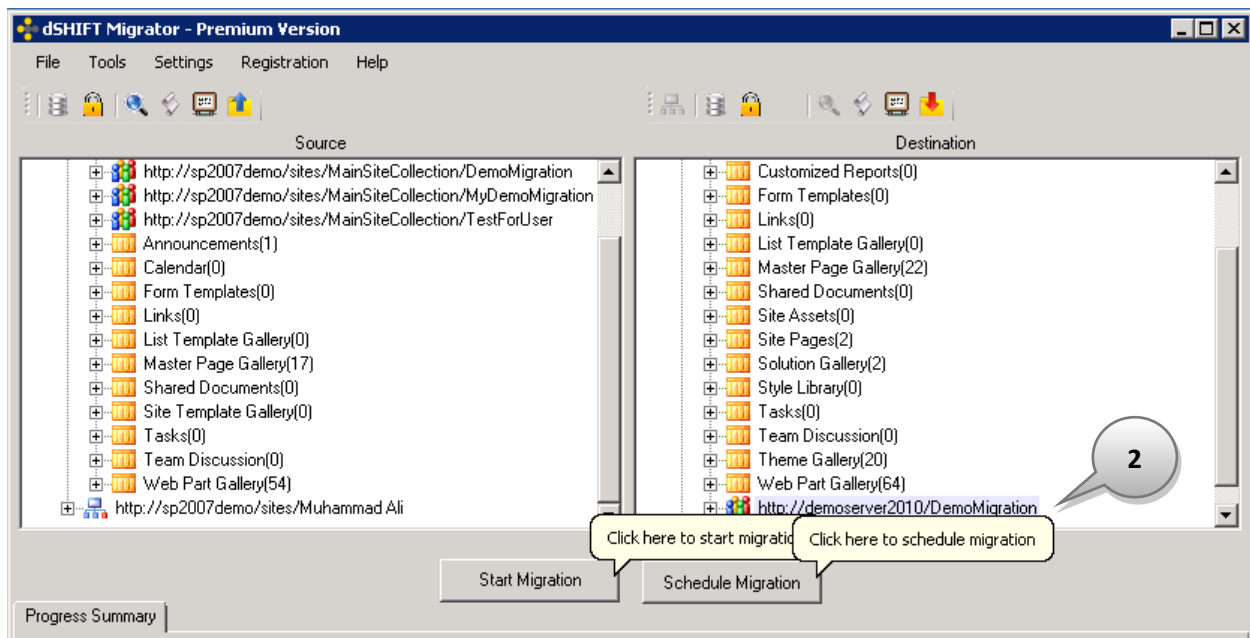 dSHIFT Migrator - Premium Version
File Tools Settings Registration Help
Source
Destination
http://sp2007demo/sites/MainSiteCollection/DemoMigration
http://sp2007demo/sites/MainSiteCollection/MyDemoMigration
http://sp2007demo/sites/MainSiteCollection/TestForUser
Announcements(1)
Calendar(0)
Form Templates(0)
Links(0)
List Template Gallery(0)
Master Page Gallery(17)
Shared Documents(0)
Site Template Gallery(0)
Tasks(0)
Team Discussion(0)
Web Part Gallery(54)
http://sp2007demo/sites/Muhammad Ali
Customized Reports(0)
Form Templates(0)
Links(0)
List Template Gallery(0)
Master Page Gallery(22)
Shared Documents(0)
Site Assets(0)
Site Pages(2)
Solution Gallery(2)
Style Library(0)
Tasks(0)
Team Discussion(0)
Theme Gallery(20)
Web Part Gallery(64)
http://demoserver2010/DemoMigration
2
Click here to start migratio
Click here to schedule migration
Start Migration
Schedule Migration
Progress Summary